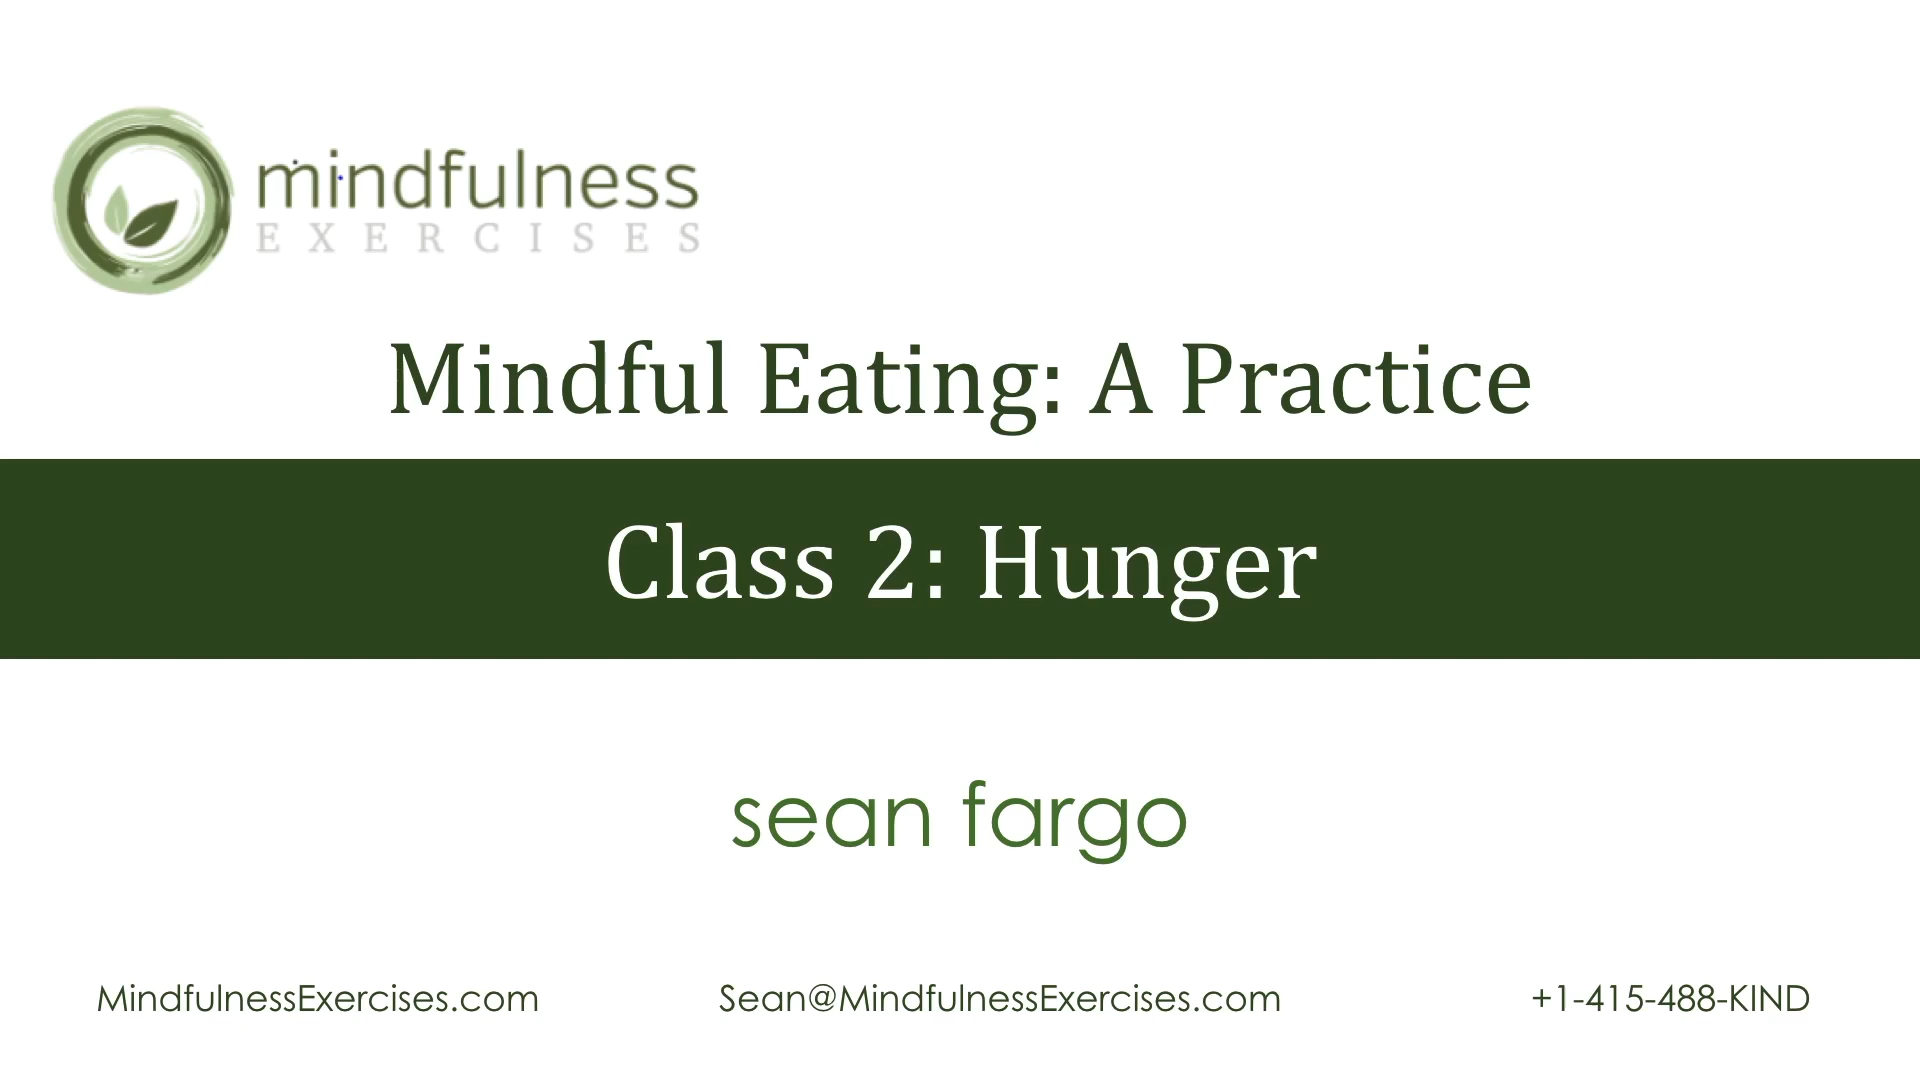 mindfulness
EXERCISES
Mindful Eating: A Practice
Class 2: Hunger
sean fargo
MindfulnessExercises.com
Sean@MindfulnessExercises.com
+1-415-488-KIND